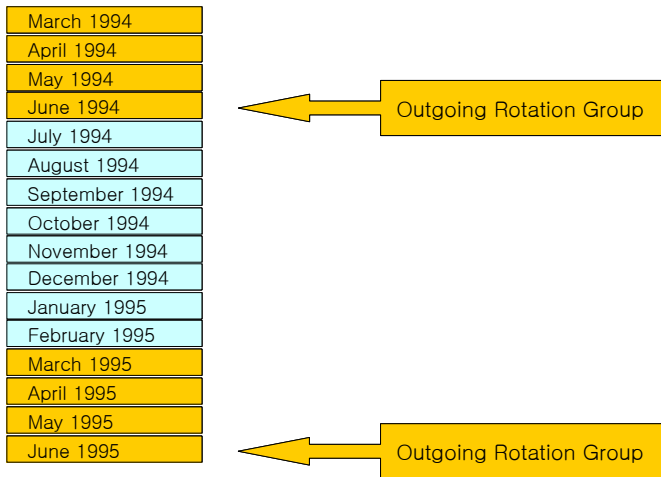 March 1994
April 1994
May 1994
June 1994
Outgoing Rotation Group
July 1994
August 1994
September 1994
October 1994
November 1994
December 1994
January 1995
February 1995
March 1995
April 1995
May 1995
June 1995
Outgoing Rotation Group